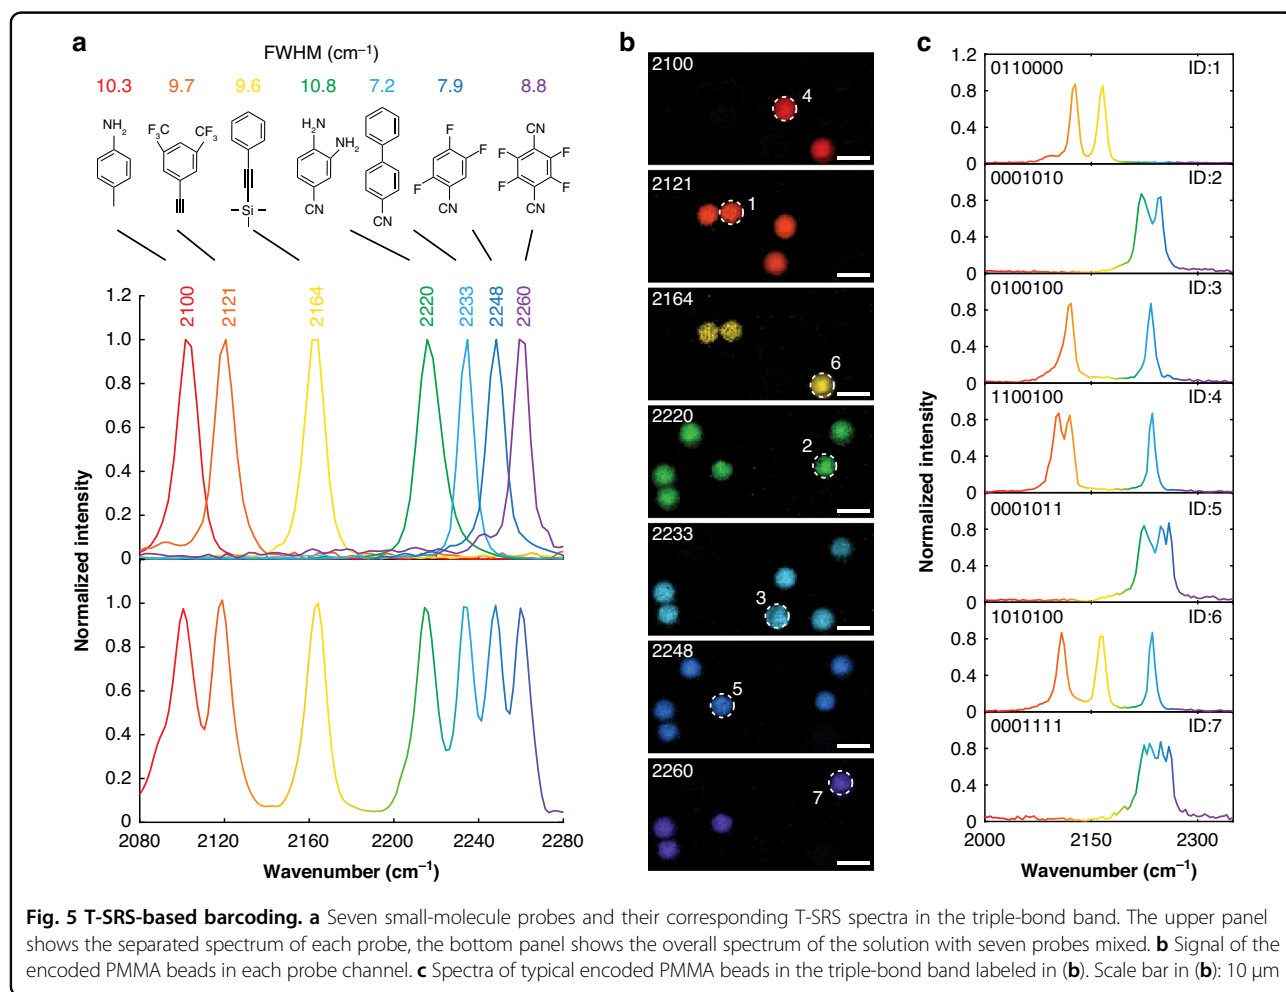 a
FWHM (cm⁻¹)
10.3 9.7 9.6 10.8 7.2 7.9 8.8
NH₂ F₃C CF₃ Si H₂N NH₂ CN CN F F F CN CN F F F F CN
2100 2121 2164 2220 2233 2248 2260
1.2
1.0
0.8
0.6
0.4
0.2
0
Normalized intensity
1.0
0.8
0.6
0.4
0.2
0
2080 2120 2160 2200 2240 2280
Wavenumber (cm⁻¹)
b
2100
4
2121
1
2164
6
2220
2
2233
3
2248
5
2260
7
c
1.2
0110000 ID:1
0.8
0.4
0
0001010 ID:2
0.8
0.4
0
0100100 ID:3
0.8
0.4
0
1100100 ID:4
0.8
0.4
0
Normalized intensity
0001011 ID:5
0.8
0.4
0
1010100 ID:6
0.8
0.4
0
0001111 ID:7
0.8
0.4
0
2000 2150 2300
Wavenumber (cm⁻¹)
Fig. 5 T-SRS-based barcoding. a Seven small-molecule probes and their corresponding T-SRS spectra in the triple-bond band. The upper panel
shows the separated spectrum of each probe, the bottom panel shows the overall spectrum of the solution with seven probes mixed. b Signal of the
encoded PMMA beads in each probe channel. c Spectra of typical encoded PMMA beads in the triple-bond band labeled in (b). Scale bar in (b): 10 μm